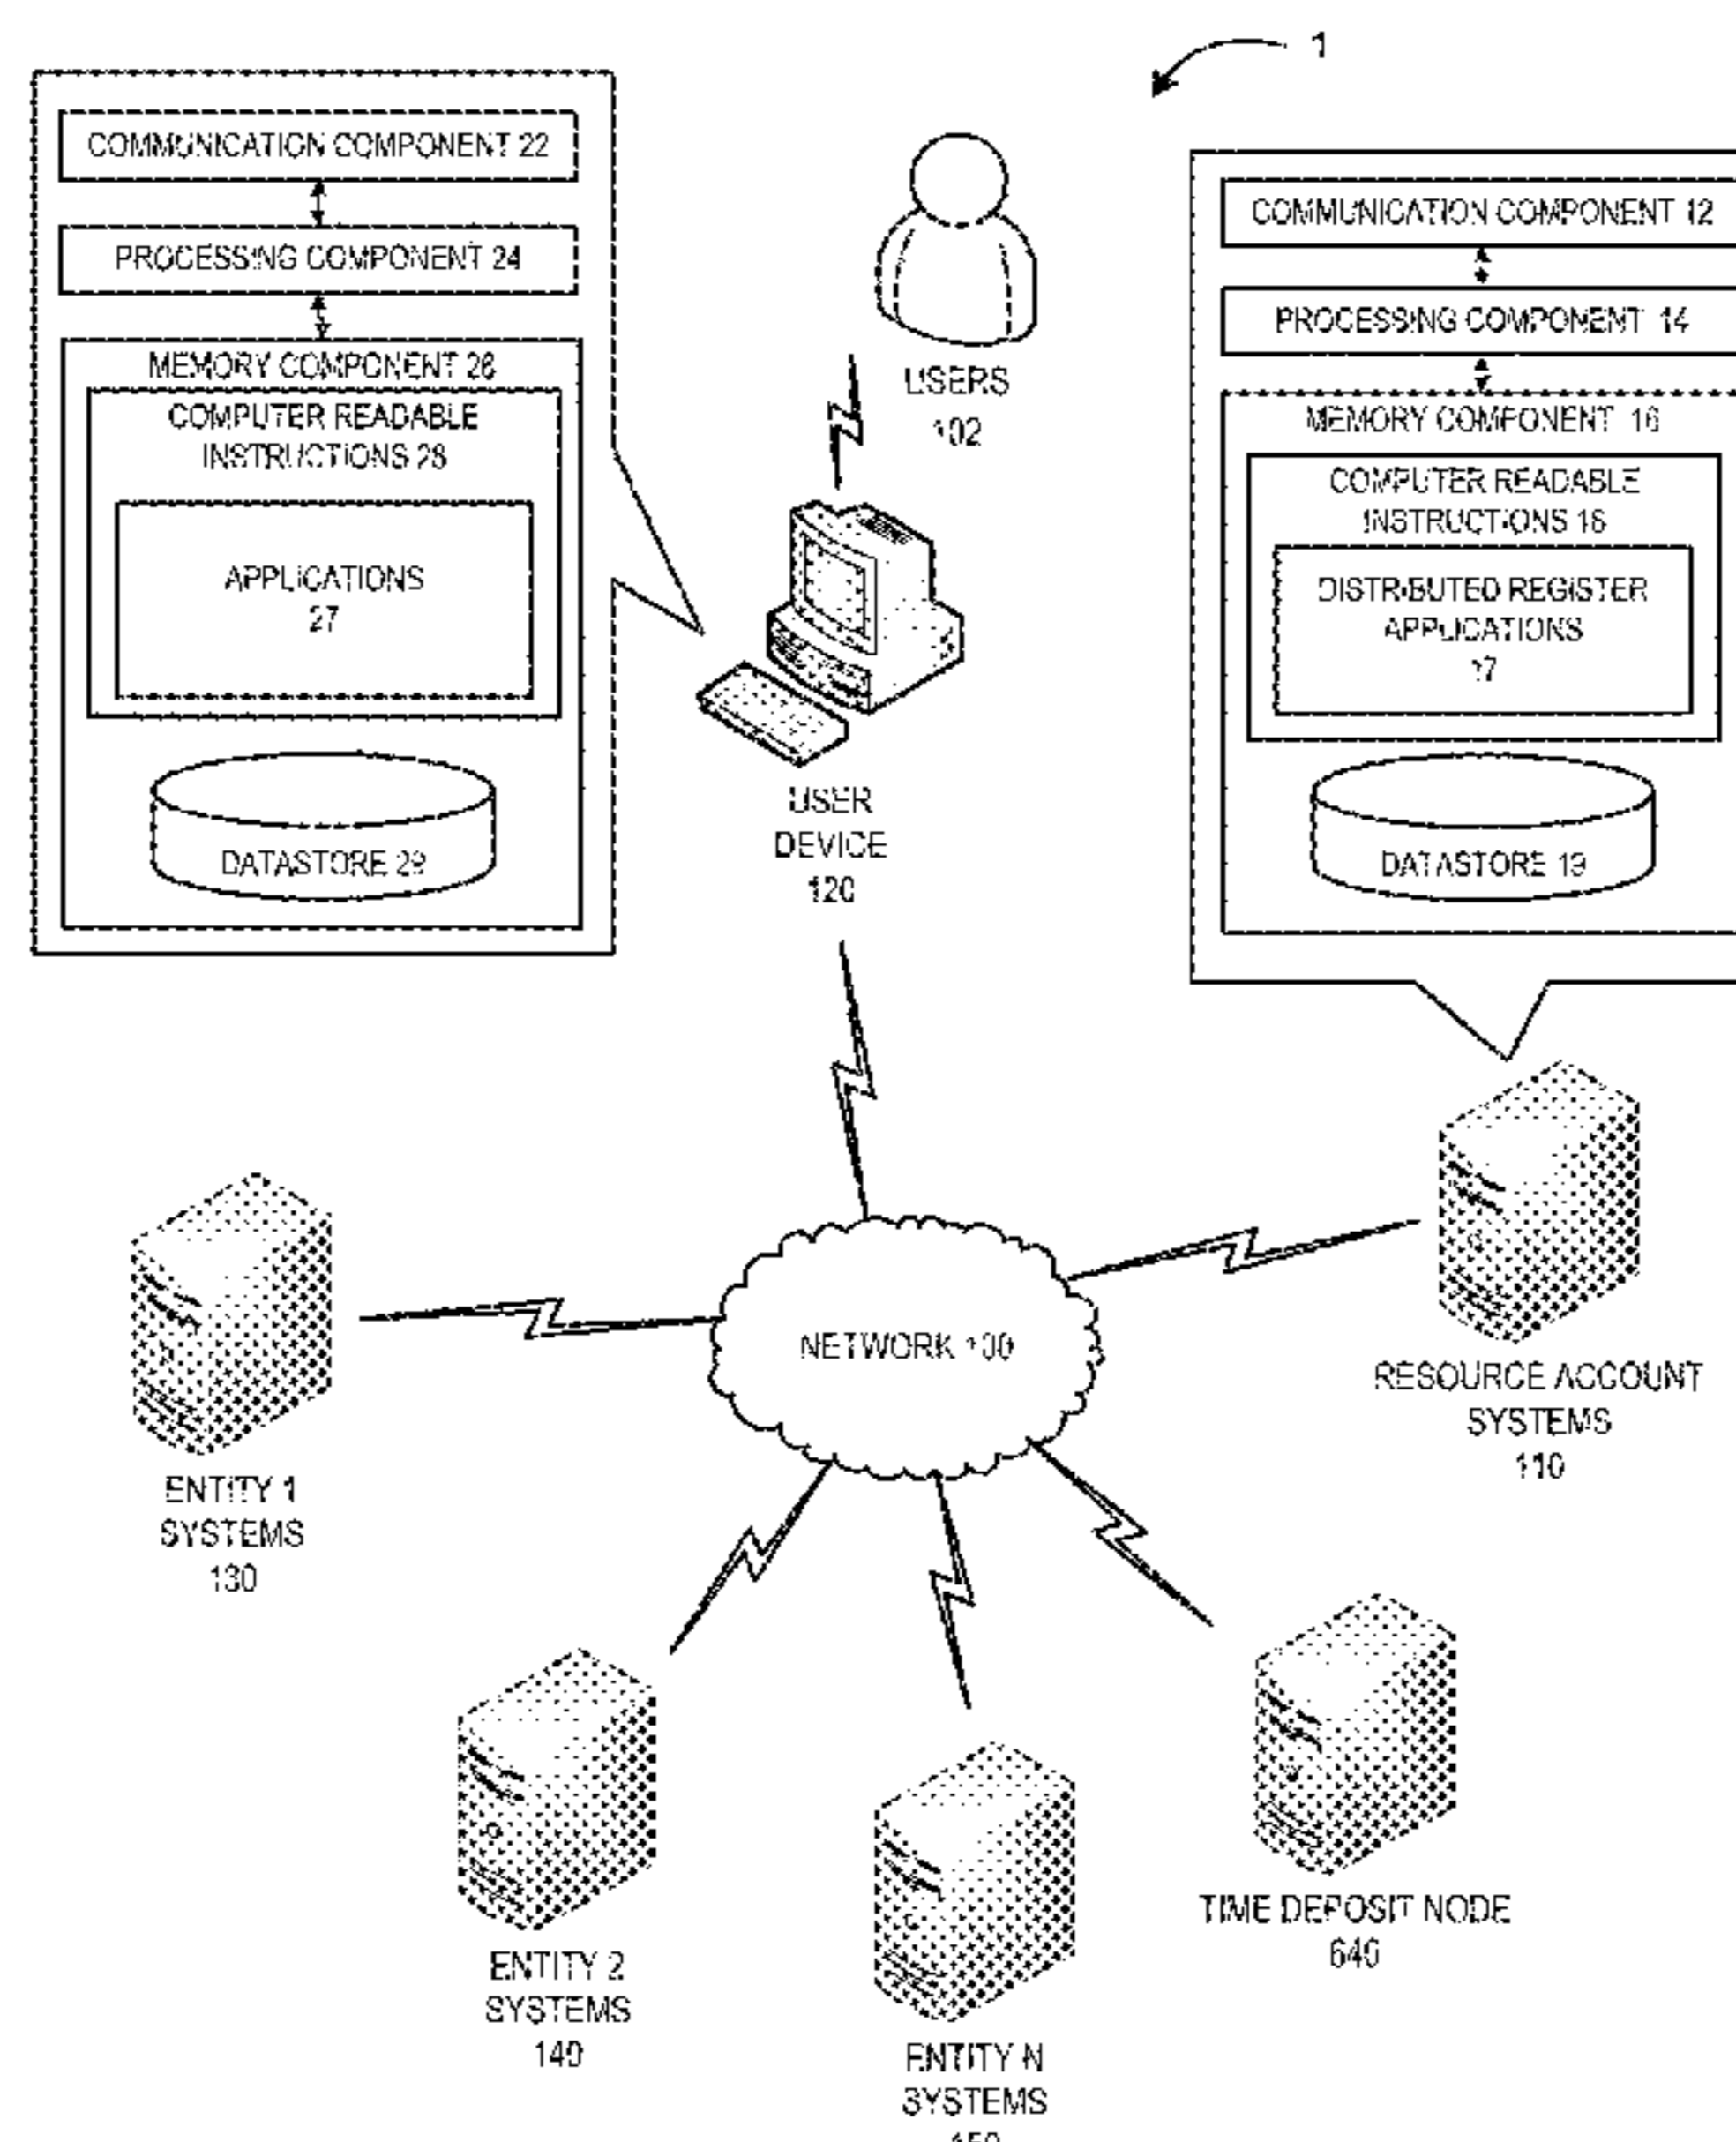 1
COMMUNICATION COMPONENT 22
PROCESSING COMPONENT 24
MEMORY COMPONENT 26
COMPUTER READABLE
INSTRUCTIONS 28
APPLICATIONS
27
DATASTORE 29
USERS
102
USER
DEVICE
120
COMMUNICATION COMPONENT 12
PROCESSING COMPONENT 14
MEMORY COMPONENT 16
COMPUTER READABLE
INSTRUCTIONS 18
DISTRIBUTED REGISTER
APPLICATIONS
17
DATASTORE 19
NETWORK 100
RESOURCE ACCOUNT
SYSTEMS
110
ENTITY 1
SYSTEMS
130
ENTITY 2
SYSTEMS
140
ENTITY N
SYSTEMS
150
TIME DEPOSIT NODE
640